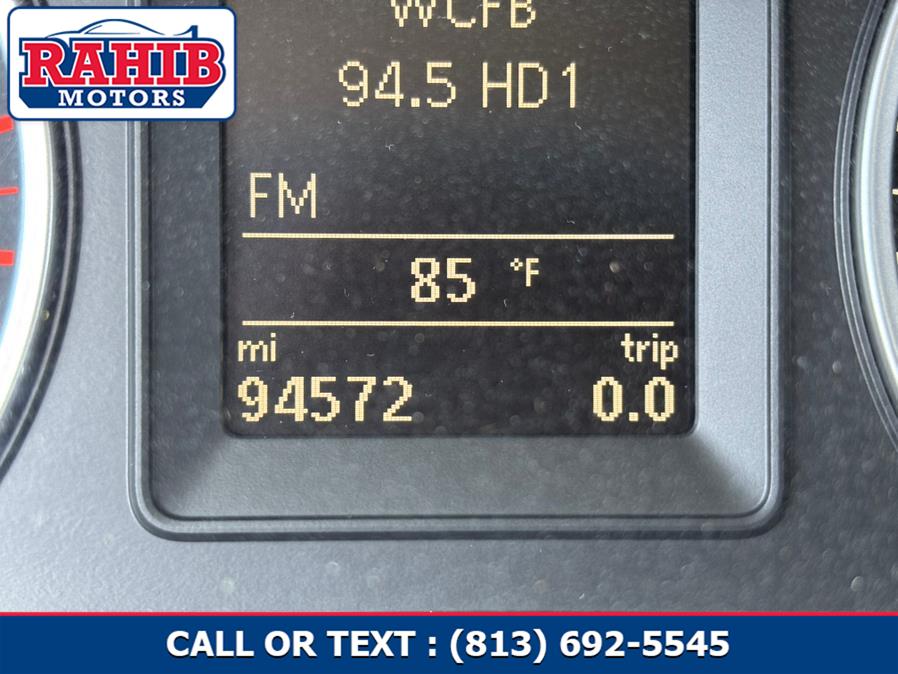 RAHIB
MOTORS
WCFB
94.5 HD1
FM
85 °F
mi trip
94572 0.0
CALL OR TEXT : (813) 692-5545